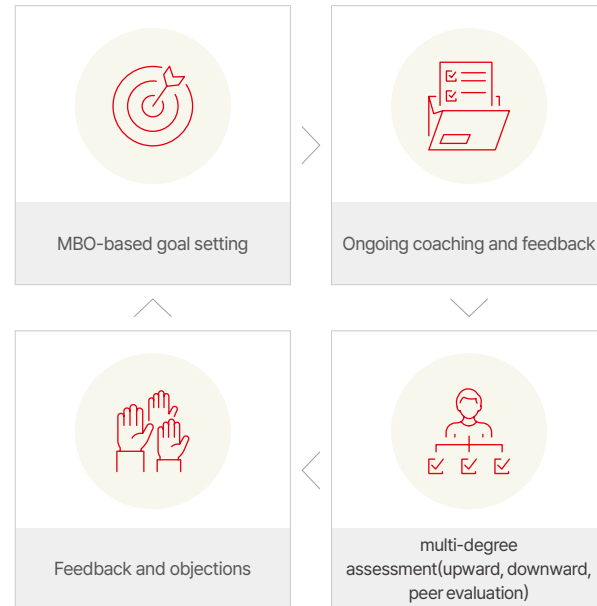 MBO-based goal setting
Ongoing coaching and feedback
Feedback and objections
multi-degree
assessment(upward, downward,
peer evaluation)